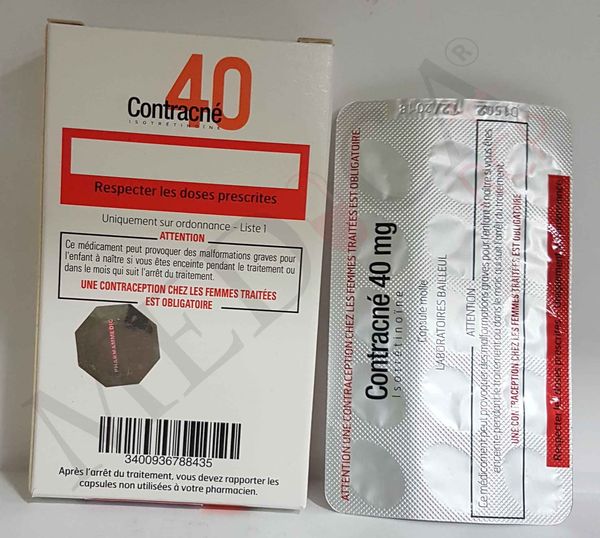 40
Contracné
ISOTRÉTINOÏNE
Respecter les doses prescrites
Uniquement sur ordonnance - Liste 1
ATTENTION
Ce médicament peut provoquer des malformations graves pour
l'enfant à naître si vous êtes enceinte pendant le traitement ou
dans le mois qui suit l'arrêt du traitement.
UNE CONTRACEPTION CHEZ LES FEMMES TRAITÉES
EST OBLIGATOIRE
PHARMAMMEDIC
3400936788435
Après l'arrêt du traitement, vous devez rapporter les
capsules non utilisées à votre pharmacien.
D1562
12/2018
ATTENTION UNE CONTRACEPTION CHEZ LES FEMMES TRAITÉES EST OBLIGATOIRE
Contracné 40 mg
Isotrétinoïne
Capsule molle
LABORATOIRES BAILLEUL
ATTENTION
Ce médicament peut provoquer des malformations graves pour l'enfant à naître si vous êtes
enceinte pendant le traitement ou dans le mois qui suit l'arrêt du traitement.
UNE CONTRACEPTION CHEZ LES FEMMES TRAITÉES EST OBLIGATOIRE
Respecter les doses prescrites